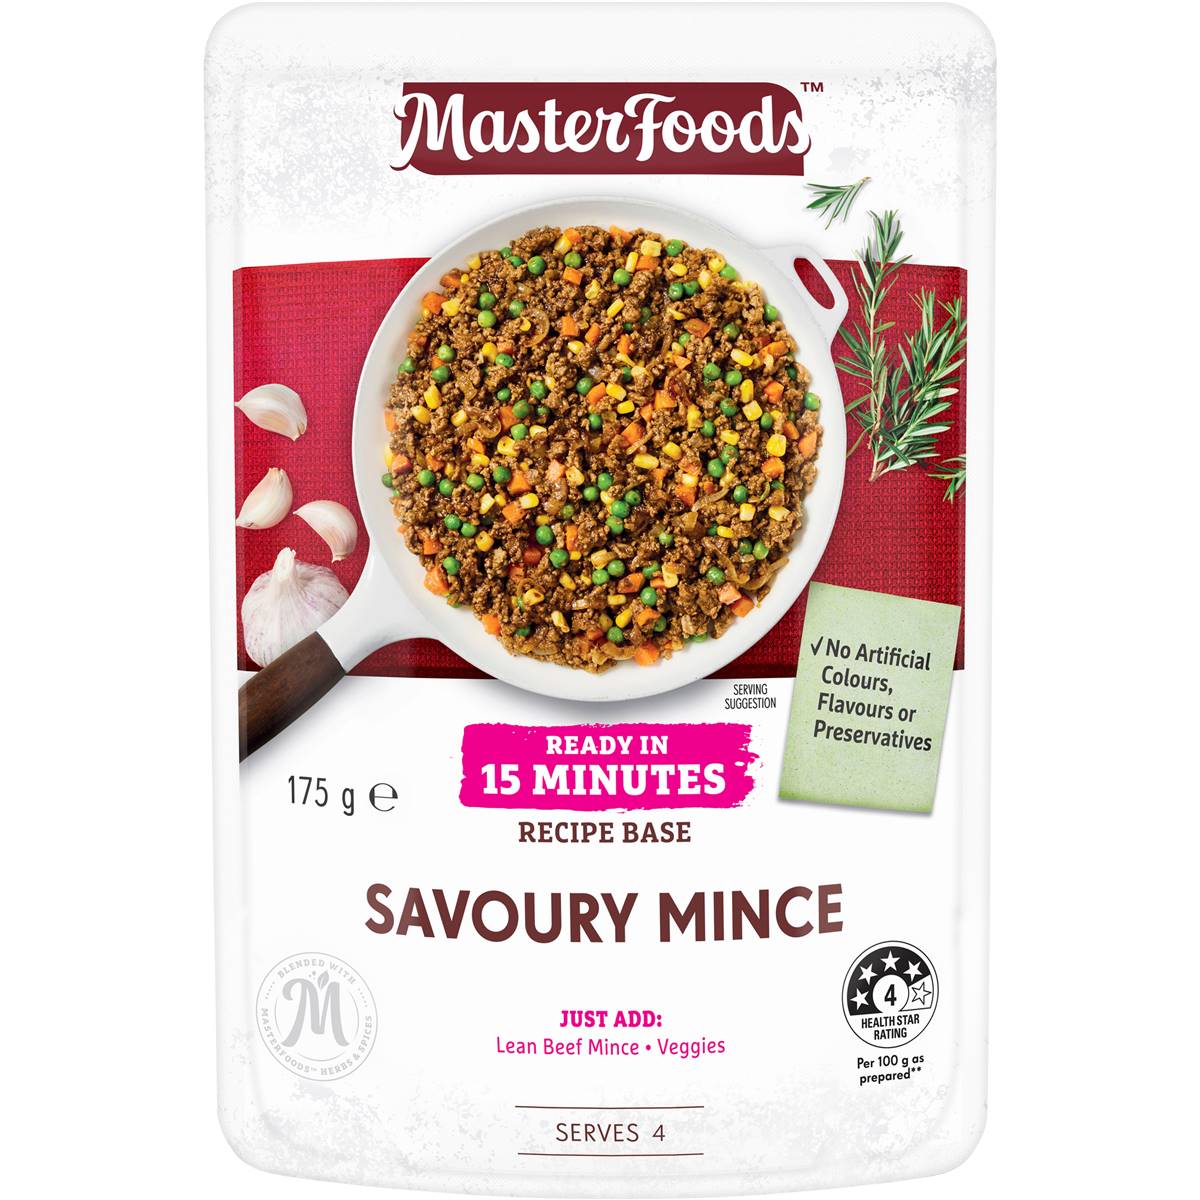 MasterFoods™
SERVING
SUGGESTION
✓ No Artificial
Colours,
Flavours or
Preservatives
READY IN
15 MINUTES
175 g ℮
RECIPE BASE
SAVOURY MINCE
BLENDED WITH
M
MASTERFOODS™ HERBS & SPICES
4
HEALTH STAR
RATING
Per 100 g as
prepared**
JUST ADD:
Lean Beef Mince • Veggies
SERVES 4